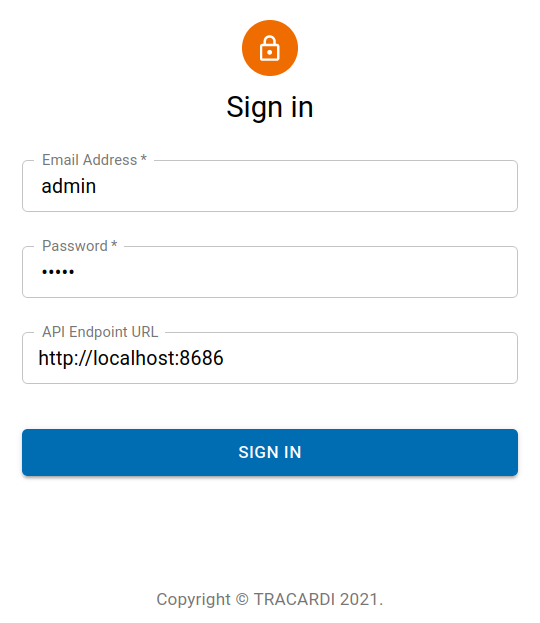 Sign in
Email Address *
admin
Password *
•••••
API Endpoint URL
http://localhost:8686
SIGN IN
Copyright © TRACARDI 2021.